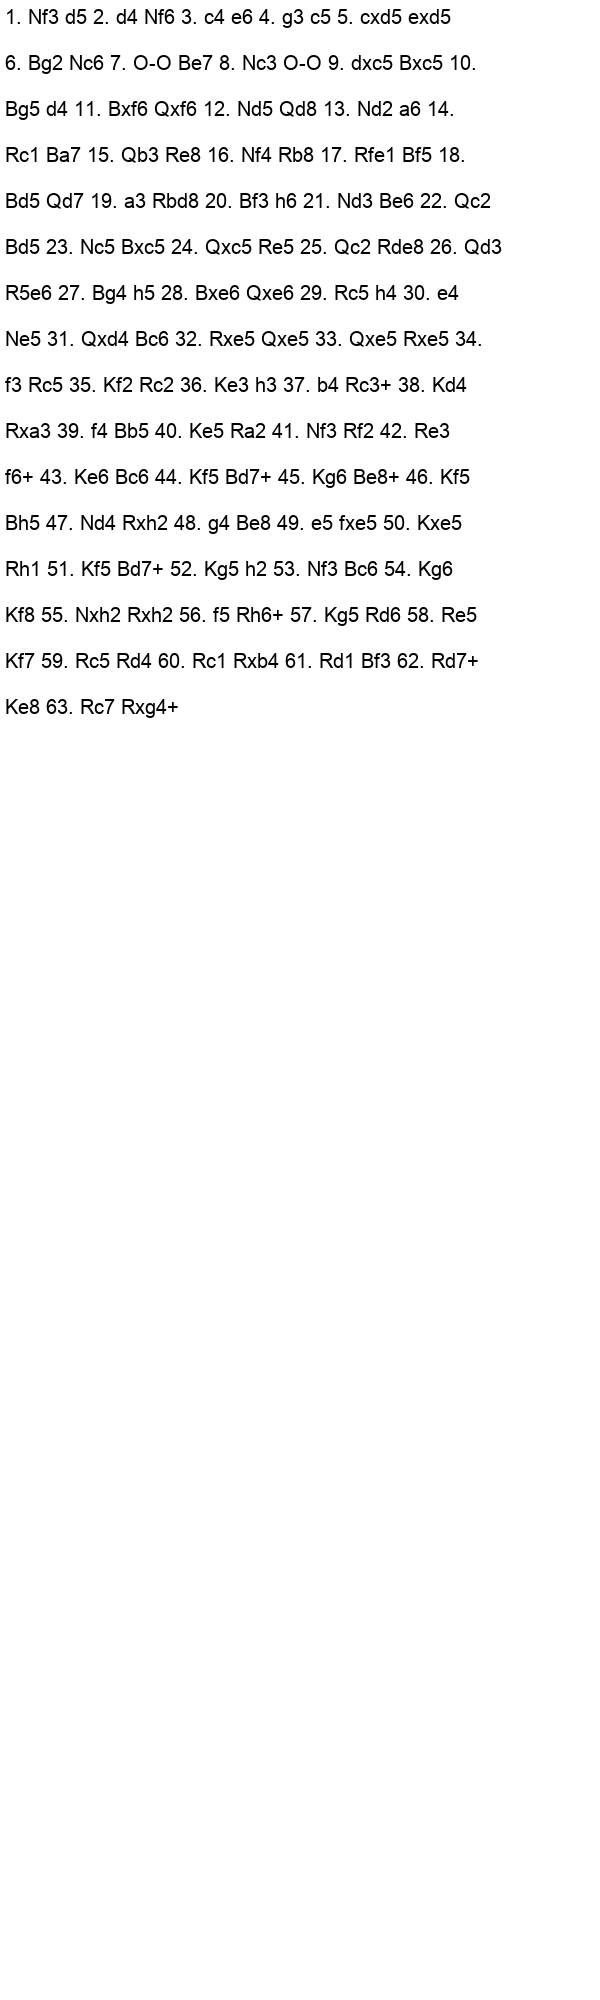 1. Nf3 d5 2. d4 Nf6 3. c4 e6 4. g3 c5 5. cxd5 exd5
6. Bg2 Nc6 7. O-O Be7 8. Nc3 O-O 9. dxc5 Bxc5 10.
Bg5 d4 11. Bxf6 Qxf6 12. Nd5 Qd8 13. Nd2 a6 14.
Rc1 Ba7 15. Qb3 Re8 16. Nf4 Rb8 17. Rfe1 Bf5 18.
Bd5 Qd7 19. a3 Rbd8 20. Bf3 h6 21. Nd3 Be6 22. Qc2
Bd5 23. Nc5 Bxc5 24. Qxc5 Re5 25. Qc2 Rde8 26. Qd3
R5e6 27. Bg4 h5 28. Bxe6 Qxe6 29. Rc5 h4 30. e4
Ne5 31. Qxd4 Bc6 32. Rxe5 Qxe5 33. Qxe5 Rxe5 34.
f3 Rc5 35. Kf2 Rc2 36. Ke3 h3 37. b4 Rc3+ 38. Kd4
Rxa3 39. f4 Bb5 40. Ke5 Ra2 41. Nf3 Rf2 42. Re3
f6+ 43. Ke6 Bc6 44. Kf5 Bd7+ 45. Kg6 Be8+ 46. Kf5
Bh5 47. Nd4 Rxh2 48. g4 Be8 49. e5 fxe5 50. Kxe5
Rh1 51. Kf5 Bd7+ 52. Kg5 h2 53. Nf3 Bc6 54. Kg6
Kf8 55. Nxh2 Rxh2 56. f5 Rh6+ 57. Kg5 Rd6 58. Re5
Kf7 59. Rc5 Rd4 60. Rc1 Rxb4 61. Rd1 Bf3 62. Rd7+
Ke8 63. Rc7 Rxg4+